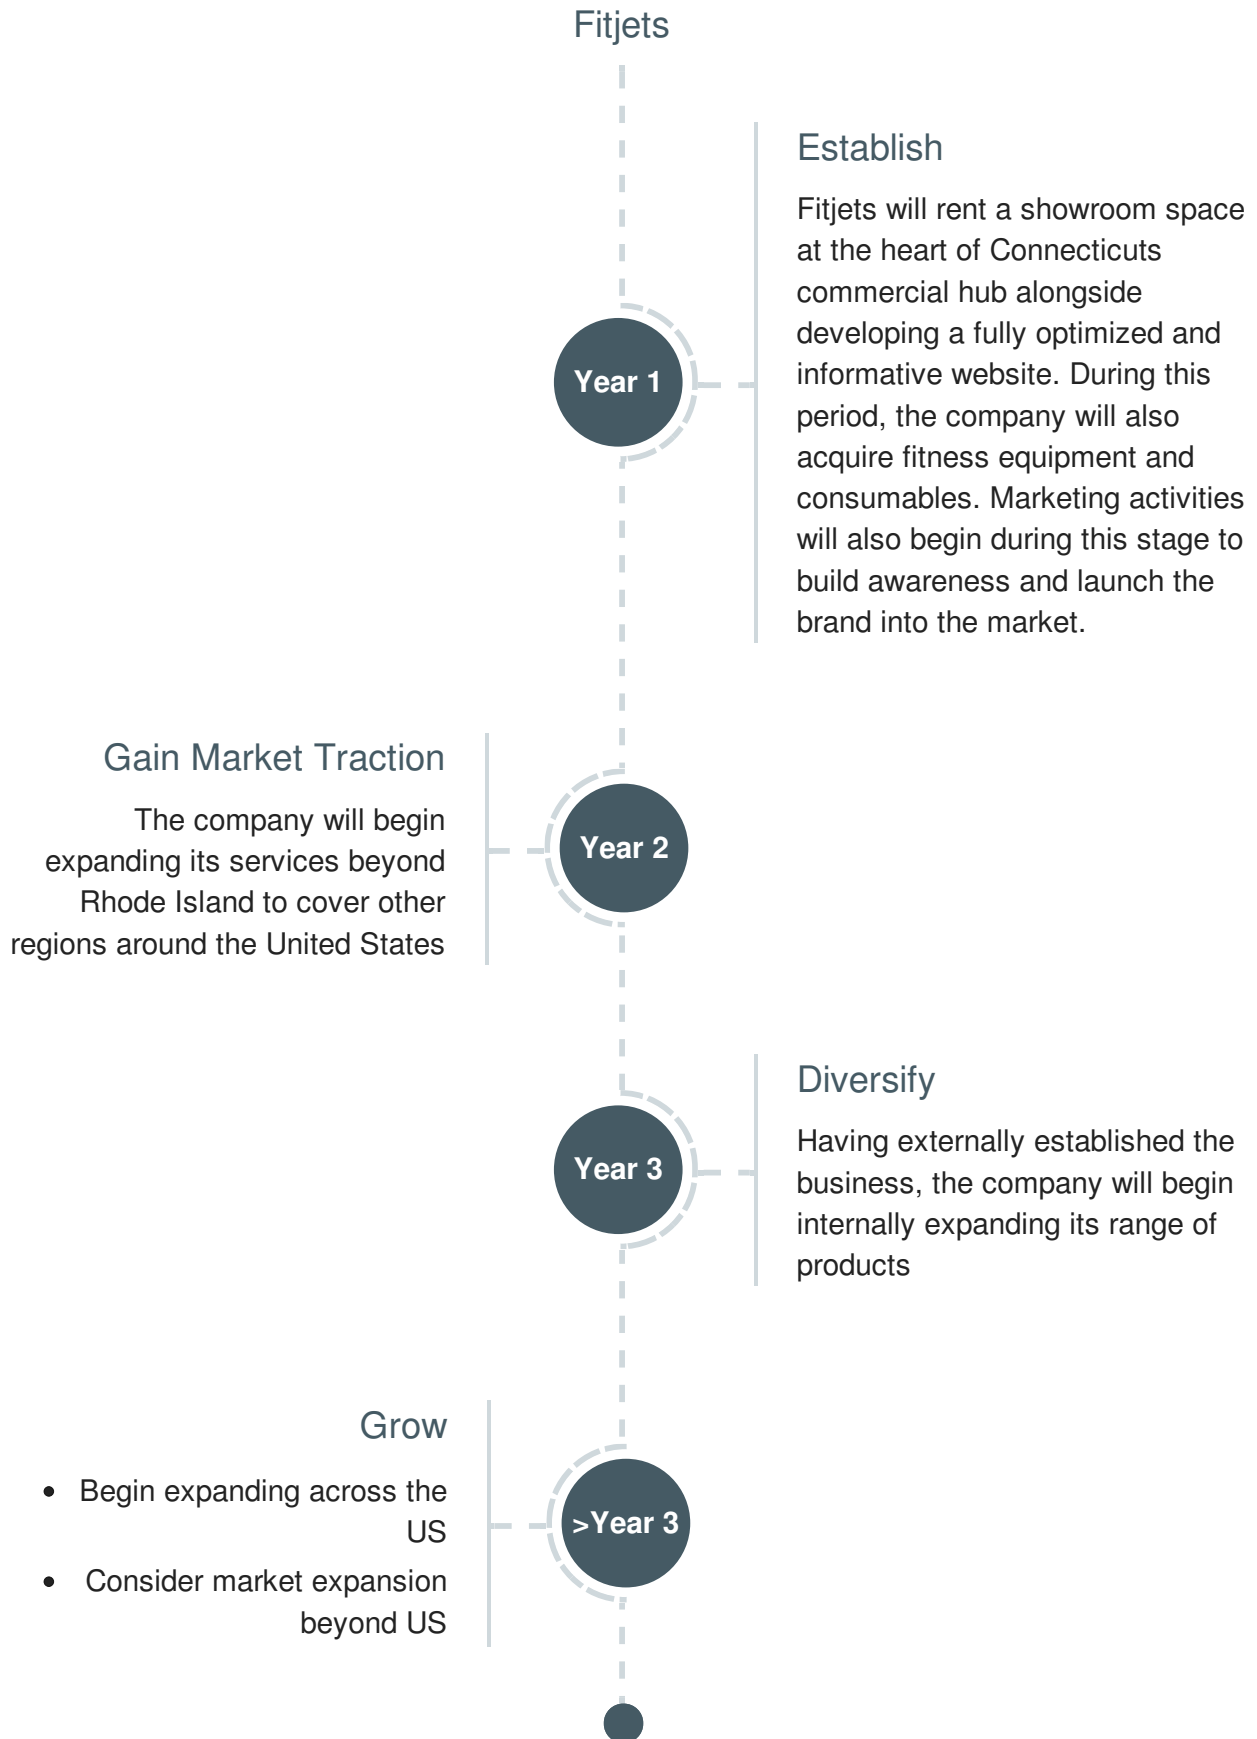 Fitjets
Establish
Fitjets will rent a showroom space
at the heart of Connecticuts
commercial hub alongside
developing a fully optimized and
informative website. During this
period, the company will also
acquire fitness equipment and
consumables. Marketing activities
will also begin during this stage to
build awareness and launch the
brand into the market.
Year 1
Gain Market Traction
The company will begin
expanding its services beyond
Rhode Island to cover other
regions around the United States
Year 2
Diversify
Having externally established the
business, the company will begin
internally expanding its range of
products
Year 3
Grow
• Begin expanding across the
US
• Consider market expansion
beyond US
>Year 3